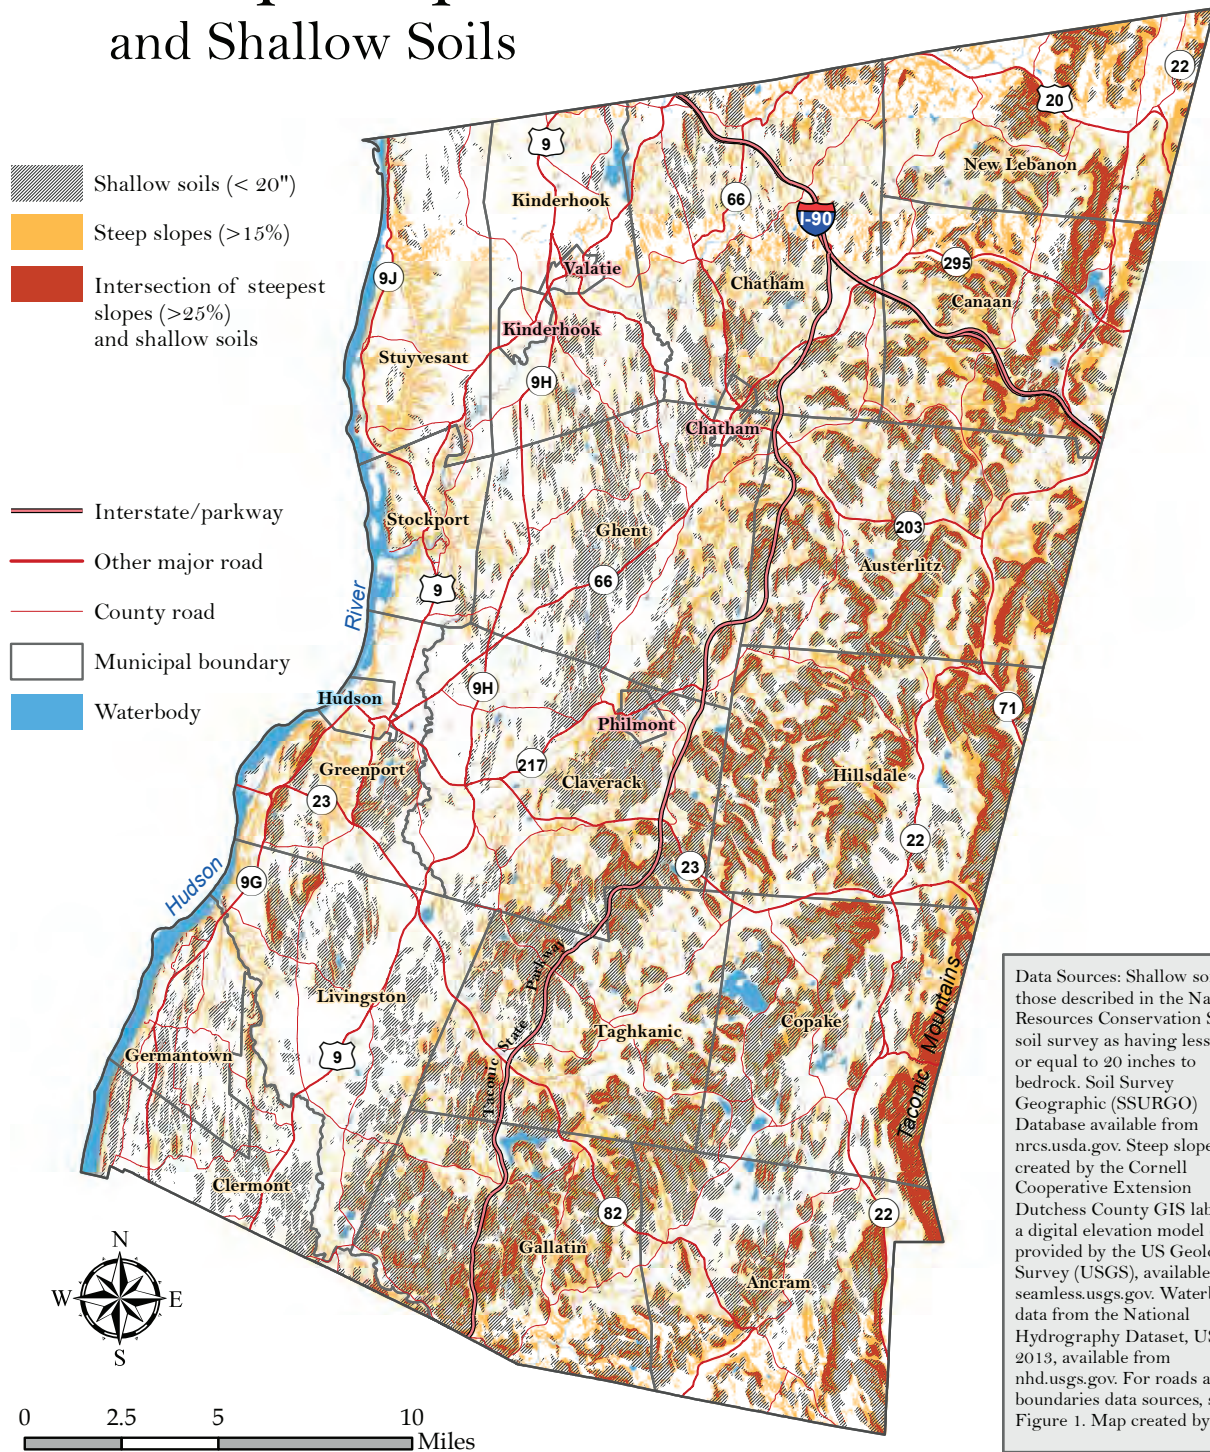 and Shallow Soils
Shallow soils (< 20")
Steep slopes (>15%)
Intersection of steepest
slopes (>25%)
and shallow soils
Interstate/parkway
Other major road
County road
Municipal boundary
Waterbody
22
20
New Lebanon
9
Kinderhook
66
I-90
9J
Valatie
Chatham
295
Canaan
Kinderhook
Stuyvesant
9H
Chatham
Stockport
Ghent
203
Austerlitz
66
9
River
Hudson
9H
Philmont
71
Greenport
217
Claverack
Hillsdale
23
22
23
9G
Hudson
Parkway
State
Taconic
Livingston
Taghkanic
Copake
Mountains
Taconic
9
Germantown
Clermont
82
22
Gallatin
Ancram
N
W
E
S
0
2.5
5
10
Miles
Data Sources: Shallow so
those described in the Na
Resources Conservation S
soil survey as having less
or equal to 20 inches to
bedrock. Soil Survey
Geographic (SSURGO)
Database available from
nrcs.usda.gov. Steep slope
created by the Cornell
Cooperative Extension
Dutchess County GIS lab
a digital elevation model
provided by the US Geolo
Survey (USGS), available
seamless.usgs.gov. Waterb
data from the National
Hydrography Dataset, US
2013, available from
nhd.usgs.gov. For roads a
boundaries data sources, s
Figure 1. Map created by